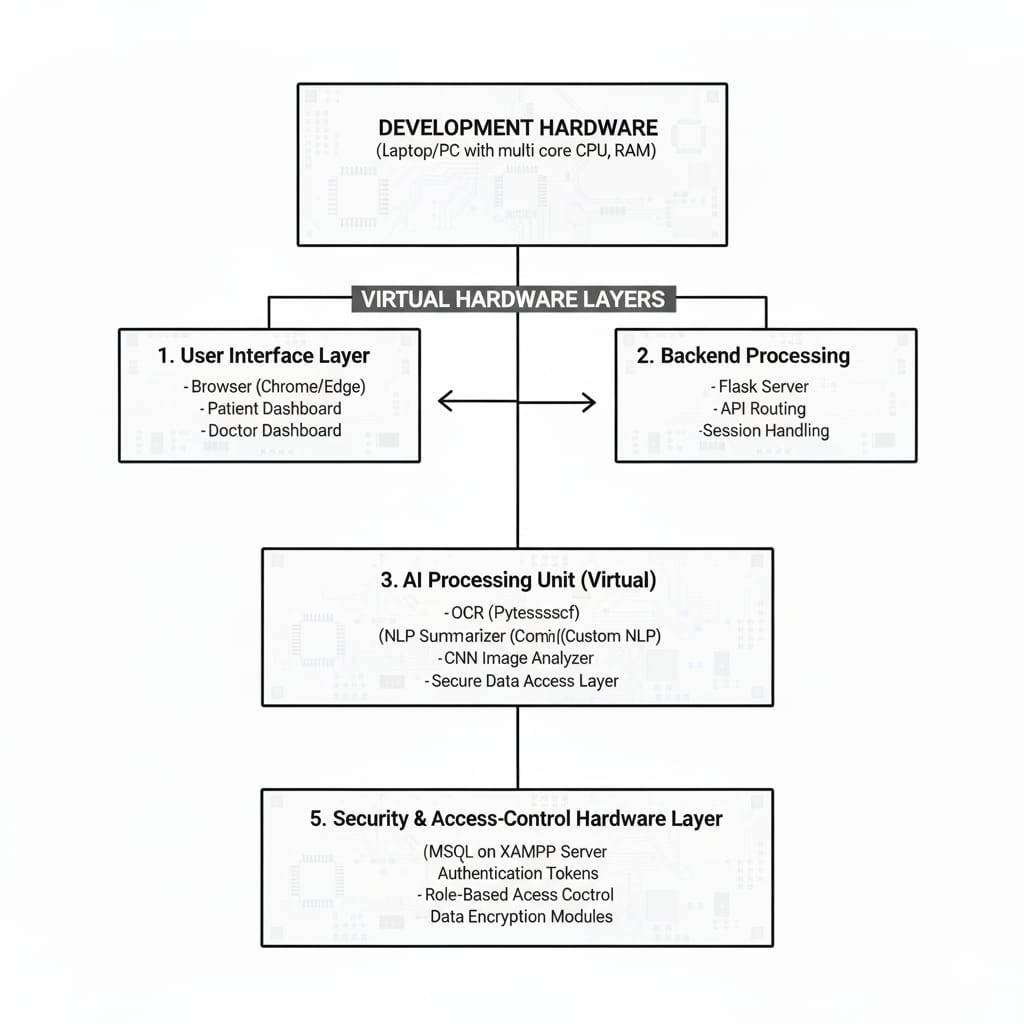 DEVELOPMENT HARDWARE
(Laptop/PC with multi core CPU, RAM)
VIRTUAL HARDWARE LAYERS
1. User Interface Layer
- Browser (Chrome/Edge)
- Patient Dashboard
- Doctor Dashboard
2. Backend Processing
- Flask Server
- API Routing
-Session Handling
3. AI Processing Unit (Virtual)
- OCR (Pytesssscf)
(NLP Summarizer (Custom NLP)
- CNN Image Analyzer
- Secure Data Access Layer
5. Security & Access-Control Hardware Layer
(MSQL on XAMPP Server
Authentication Tokens
- Role-Based Acess Coctrol
Data Encryption Modules